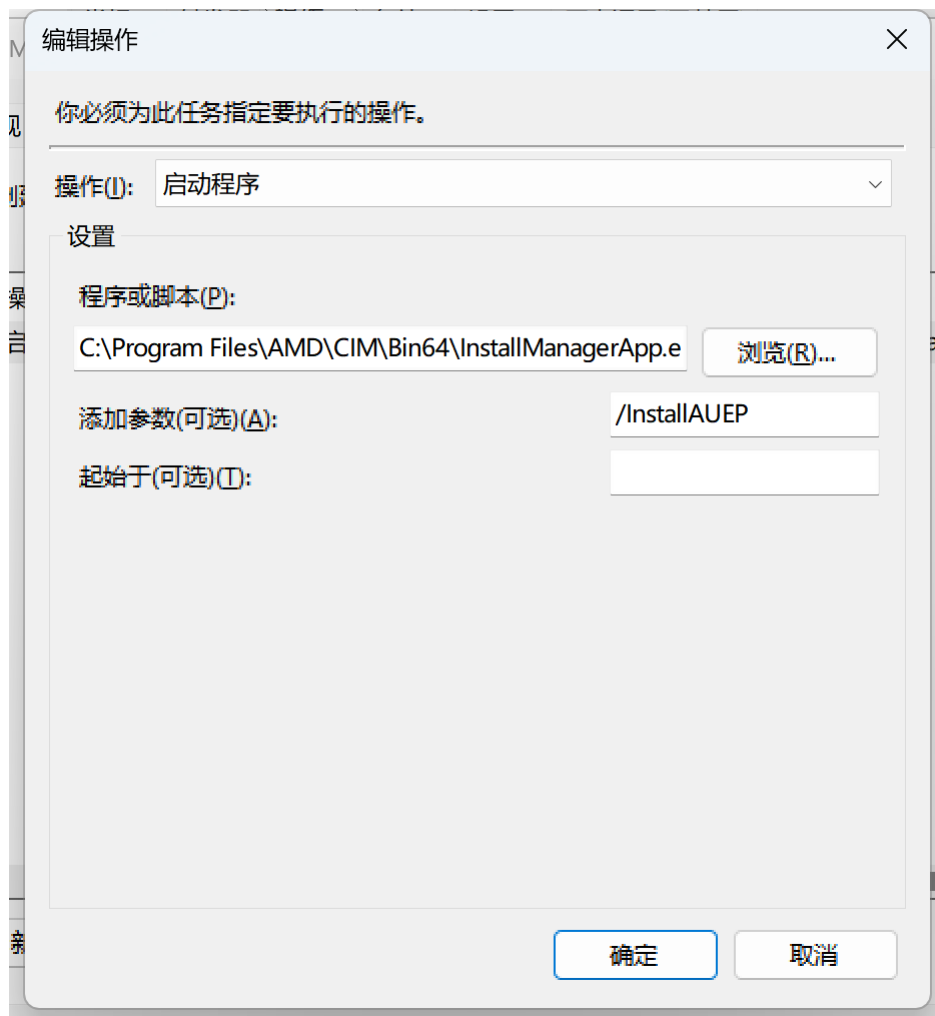 编辑操作
你必须为此任务指定要执行的操作。
操作(I):
启动程序
设置
程序或脚本(P):
C:\Program Files\AMD\CIM\Bin64\InstallManagerApp.e
浏览(R)...
添加参数(可选)(A):
/InstallAUEP
起始于(可选)(T):
确定
取消